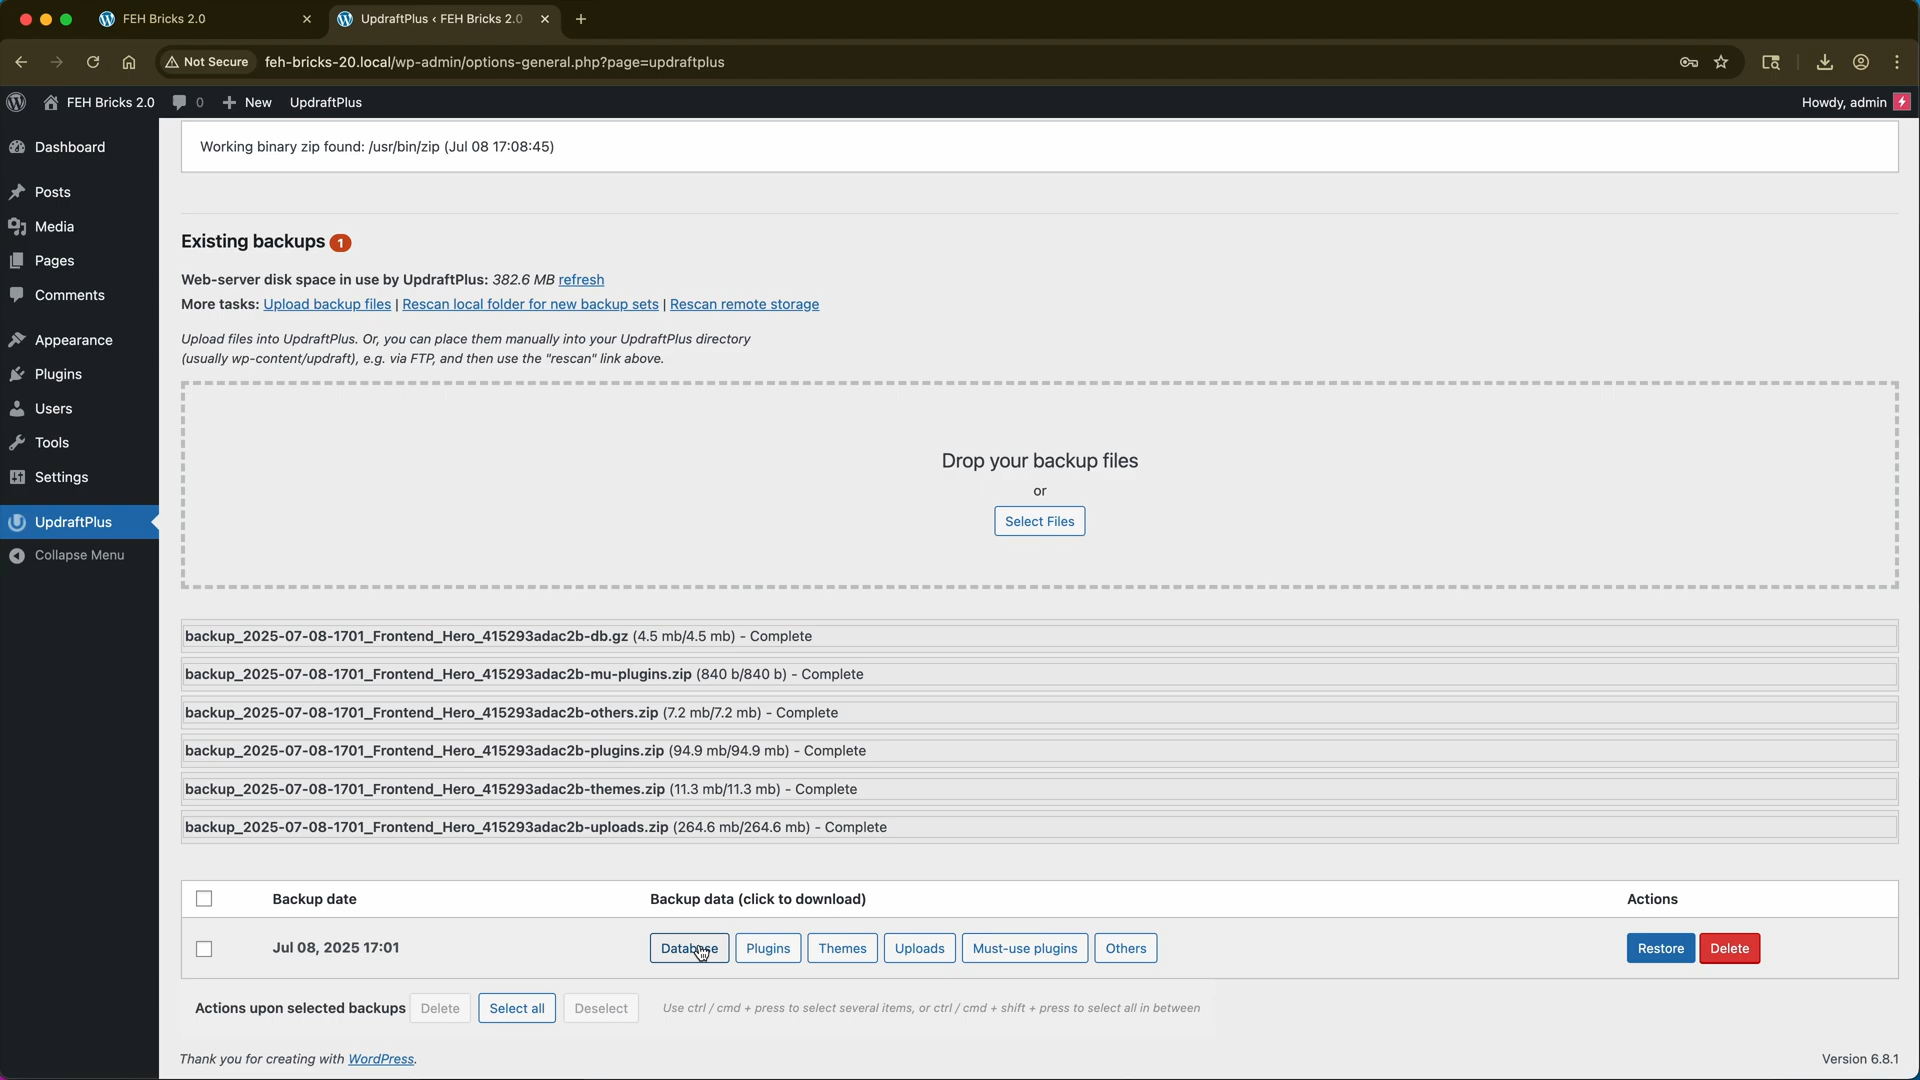 FEH Bricks 2.0
UpdraftPlus ‹ FEH Bricks 2.0
Not Secure
feh-bricks-20.local/wp-admin/options-general.php?page=updraftplus
FEH Bricks 2.0
0
New
UpdraftPlus
Howdy, admin
Dashboard
Posts
Media
Pages
Comments
Appearance
Plugins
Users
Tools
Settings
UpdraftPlus
Collapse Menu
Working binary zip found: /usr/bin/zip (Jul 08 17:08:45)
Existing backups 1
Web-server disk space in use by UpdraftPlus: 382.6 MB refresh
More tasks: Upload backup files | Rescan local folder for new backup sets | Rescan remote storage
Upload files into UpdraftPlus. Or, you can place them manually into your UpdraftPlus directory
(usually wp-content/updraft), e.g. via FTP, and then use the "rescan" link above.
Drop your backup files
or
Select Files
backup_2025-07-08-1701_Frontend_Hero_415293adac2b-db.gz (4.5 mb/4.5 mb) - Complete
backup_2025-07-08-1701_Frontend_Hero_415293adac2b-mu-plugins.zip (840 b/840 b) - Complete
backup_2025-07-08-1701_Frontend_Hero_415293adac2b-others.zip (7.2 mb/7.2 mb) - Complete
backup_2025-07-08-1701_Frontend_Hero_415293adac2b-plugins.zip (94.9 mb/94.9 mb) - Complete
backup_2025-07-08-1701_Frontend_Hero_415293adac2b-themes.zip (11.3 mb/11.3 mb) - Complete
backup_2025-07-08-1701_Frontend_Hero_415293adac2b-uploads.zip (264.6 mb/264.6 mb) - Complete
Backup date
Backup data (click to download)
Actions
Jul 08, 2025 17:01
Database
Plugins
Themes
Uploads
Must-use plugins
Others
Restore
Delete
Actions upon selected backups
Delete
Select all
Deselect
Use ctrl / cmd + press to select several items, or ctrl / cmd + shift + press to select all in between
Thank you for creating with WordPress.
Version 6.8.1